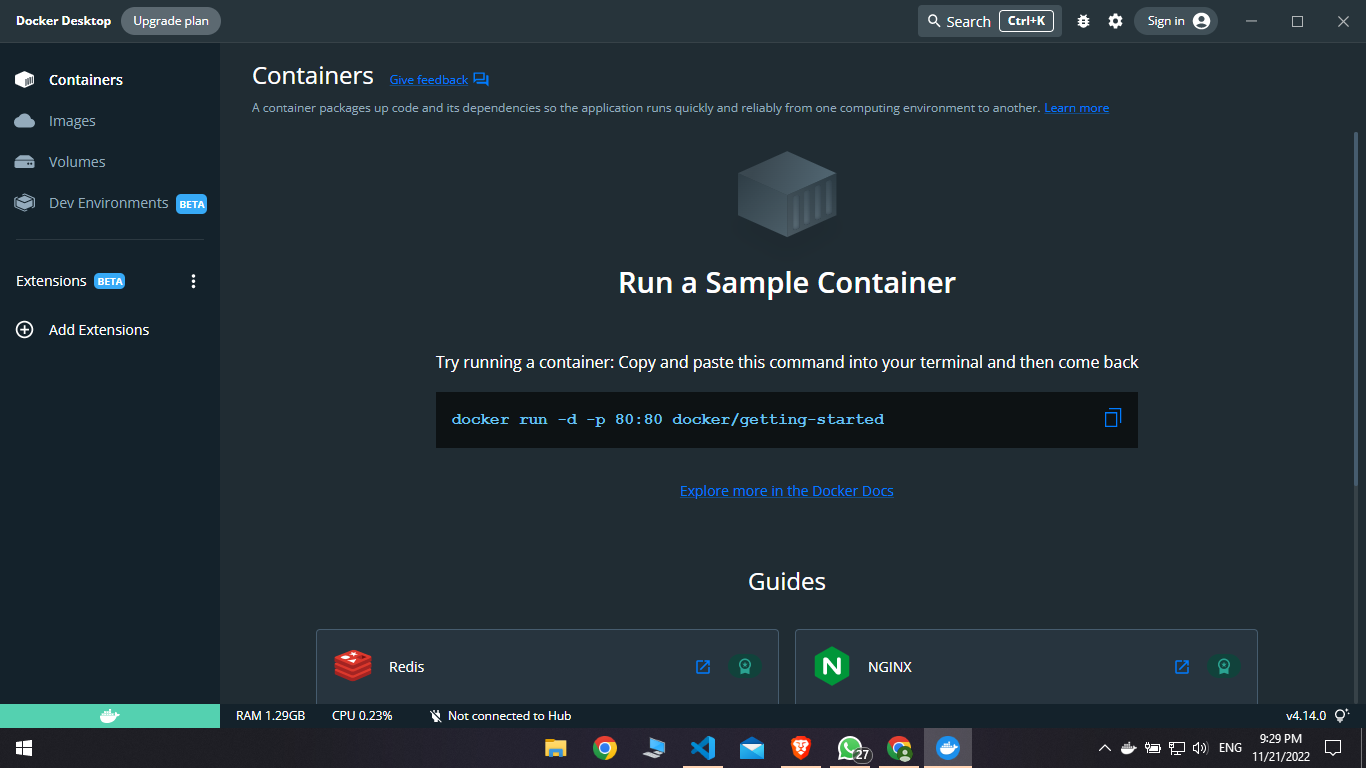 Docker Desktop Upgrade plan Search Ctrl+K Sign in
Containers
Images
Volumes
Dev Environments BETA
Extensions BETA
Add Extensions
Containers Give feedback
A container packages up code and its dependencies so the application runs quickly and reliably from one computing environment to another. Learn more
Run a Sample Container
Try running a container: Copy and paste this command into your terminal and then come back
docker run -d -p 80:80 docker/getting-started
Explore more in the Docker Docs
Guides
Redis
N NGINX
RAM 1.29GB CPU 0.23% Not connected to Hub v4.14.0
27 ENG 9:29 PM
11/21/2022